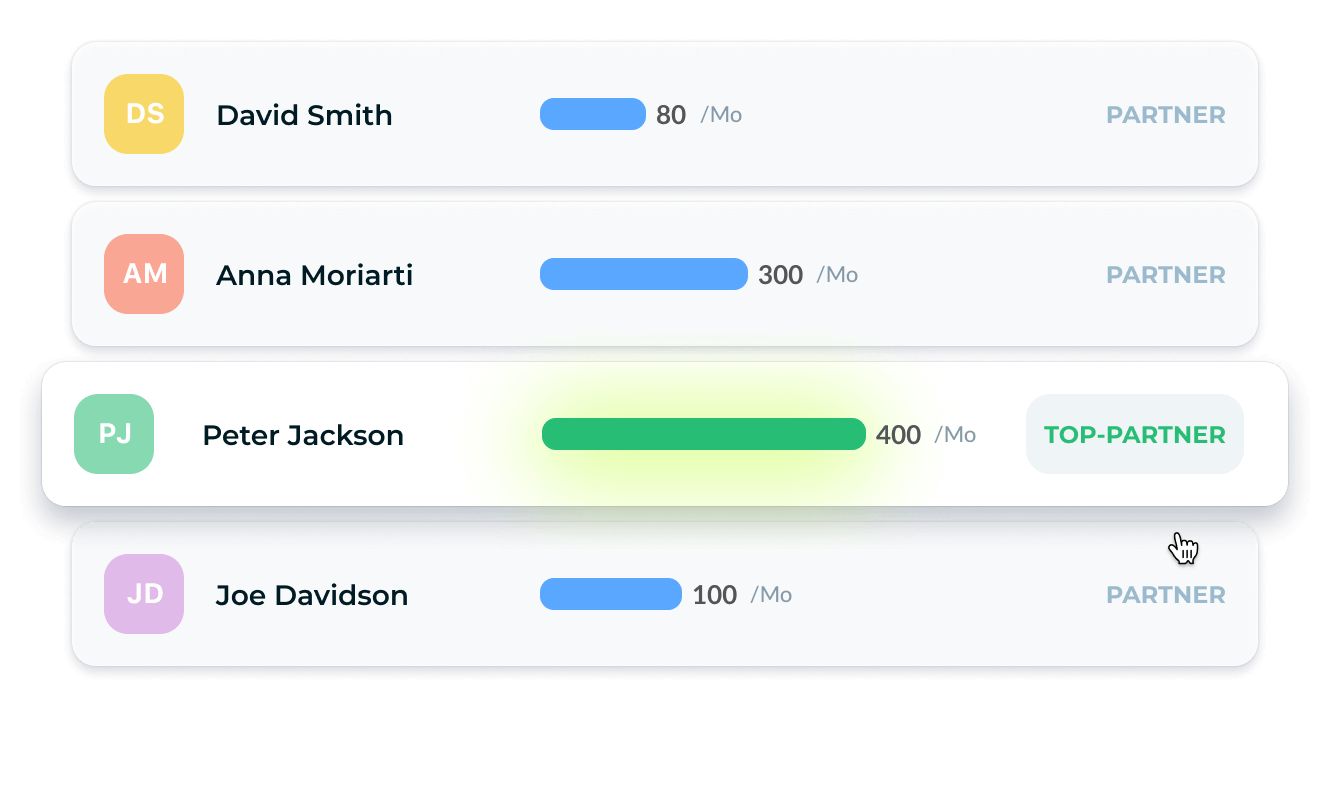 DS David Smith 80 /Mo PARTNER
AM Anna Moriarti 300 /Mo PARTNER
PJ Peter Jackson 400 /Mo TOP-PARTNER
JD Joe Davidson 100 /Mo PARTNER